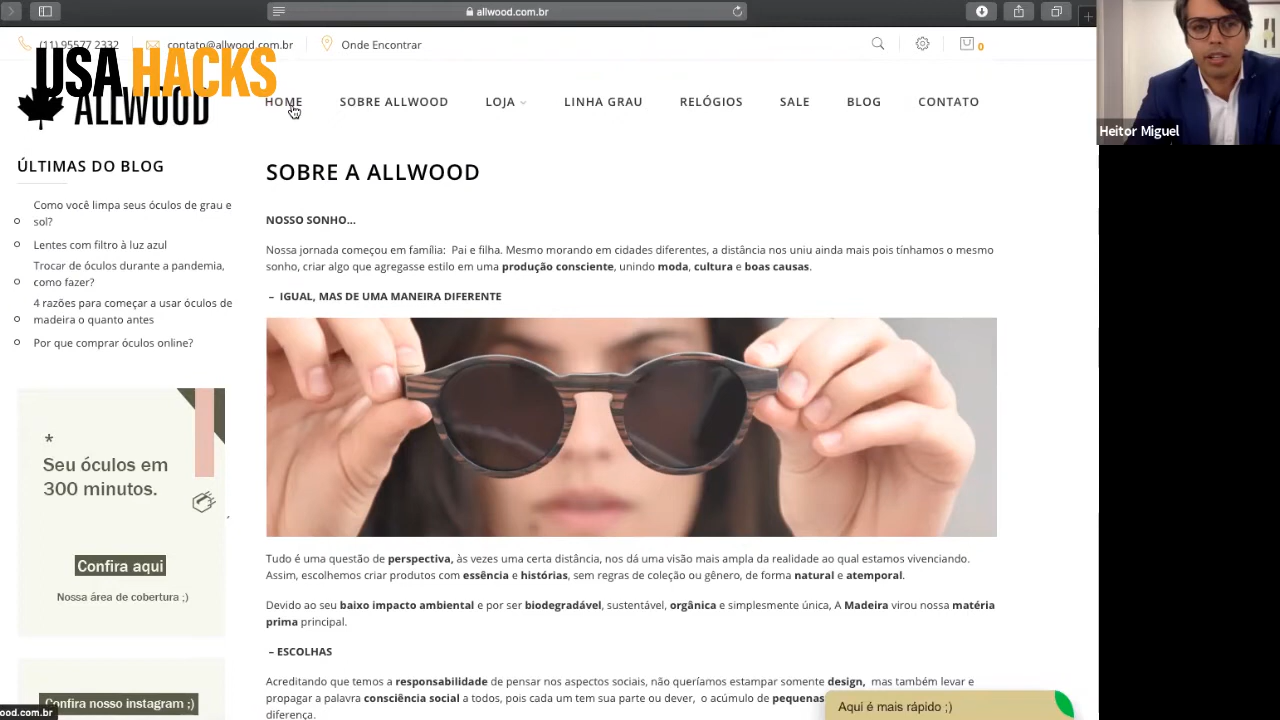 allwood.com.br
(11) 95577 2332
contato@allwood.com.br
Onde Encontrar
0
USA HACKS
ALLWOOD
HOME
SOBRE ALLWOOD
LOJA
LINHA GRAU
RELÓGIOS
SALE
BLOG
CONTATO
Heitor Miguel
ÚLTIMAS DO BLOG
Como você limpa seus óculos de grau e
sol?
Lentes com filtro à luz azul
Trocar de óculos durante a pandemia,
como fazer?
4 razões para começar a usar óculos de
madeira o quanto antes
Por que comprar óculos online?
*
Seu óculos em
300 minutos.
Confira aqui
Nossa área de cobertura ;)
Confira nosso instagram ;)
wood.com.br
SOBRE A ALLWOOD
NOSSO SONHO...
Nossa jornada começou em família: Pai e filha. Mesmo morando em cidades diferentes, a distância nos uniu ainda mais pois tínhamos o mesmo
sonho, criar algo que agregasse estilo em uma produção consciente, unindo moda, cultura e boas causas.
– IGUAL, MAS DE UMA MANEIRA DIFERENTE
Tudo é uma questão de perspectiva, às vezes uma certa distância, nos dá uma visão mais ampla da realidade ao qual estamos vivenciando.
Assim, escolhemos criar produtos com essência e histórias, sem regras de coleção ou gênero, de forma natural e atemporal.
Devido ao seu baixo impacto ambiental e por ser biodegradável, sustentável, orgânica e simplesmente única, A Madeira virou nossa matéria
prima principal.
– ESCOLHAS
Acreditando que temos a responsabilidade de pensar nos aspectos sociais, não queríamos estampar somente design, mas também levar e
propagar a palavra consciência social a todos, pois cada um tem sua parte ou dever, o acúmulo de pequenas
diferença.
Aqui é mais rápido ;)